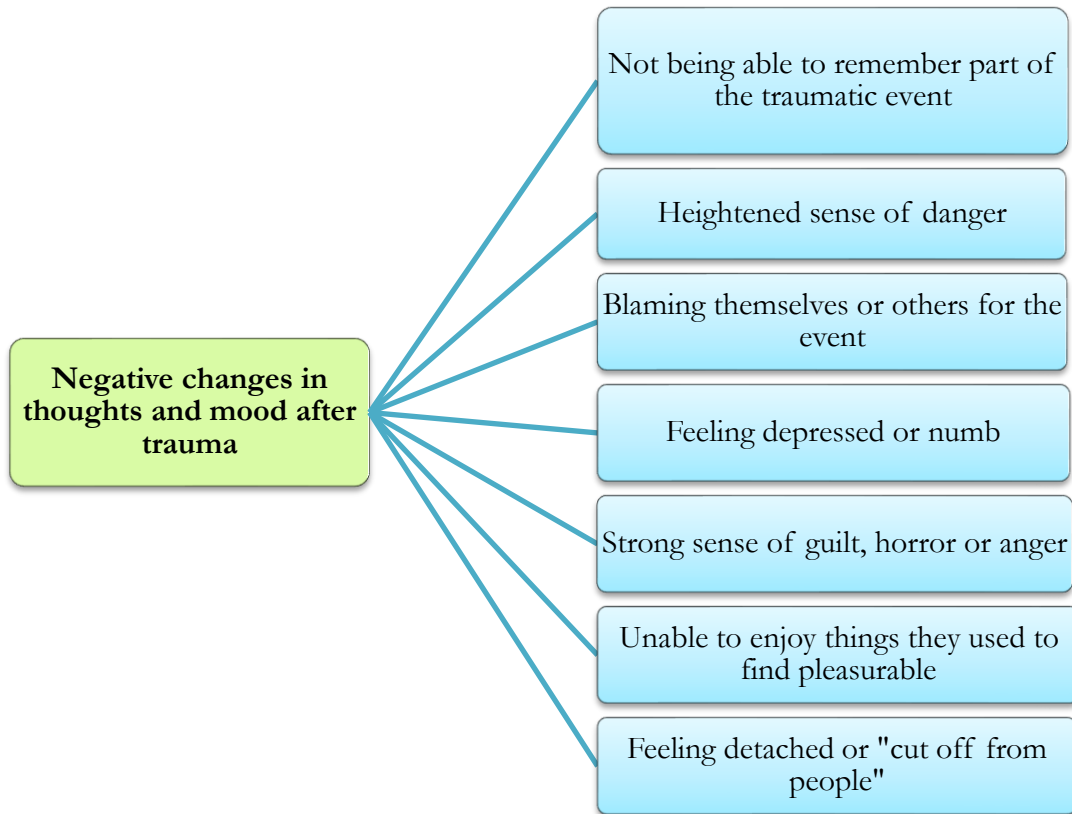 Not being able to remember part of
the traumatic event
Heightened sense of danger
Blaming themselves or others for the
event
Negative changes in
thoughts and mood after
trauma
Feeling depressed or numb
Strong sense of guilt, horror or anger
Unable to enjoy things they used to
find pleasurable
Feeling detached or "cut off from
people"